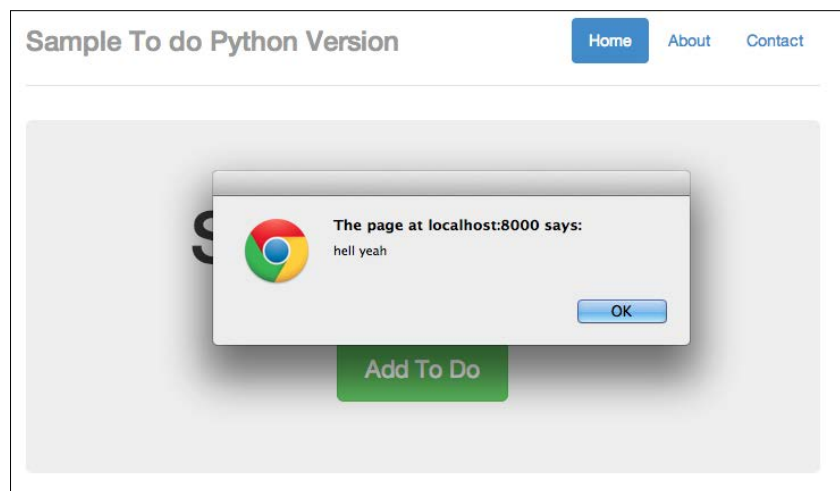 Sample To do Python Version
Home About Contact
The page at localhost:8000 says:
hell yeah
OK
Add To Do